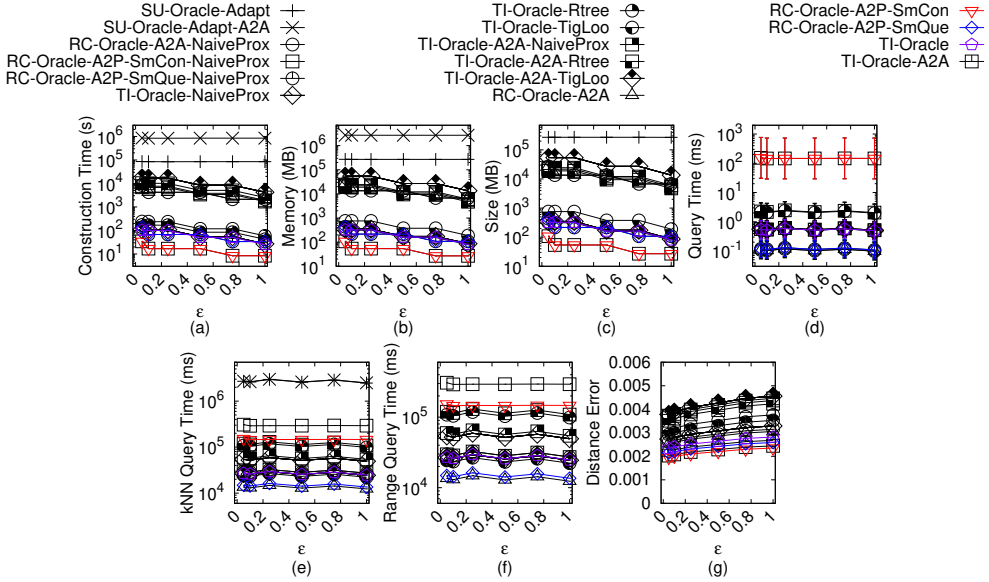 SU-Oracle-Adapt
SU-Oracle-Adapt-A2A
RC-Oracle-A2A-NaiveProx
RC-Oracle-A2P-SmCon-NaiveProx
RC-Oracle-A2P-SmQue-NaiveProx
TI-Oracle-NaiveProx
TI-Oracle-Rtree
TI-Oracle-TigLoo
TI-Oracle-A2A-NaiveProx
TI-Oracle-A2A-Rtree
TI-Oracle-A2A-TigLoo
RC-Oracle-A2A
RC-Oracle-A2P-SmCon
RC-Oracle-A2P-SmQue
TI-Oracle
TI-Oracle-A2A
Construction Time (s)
10^6
10^5
10^4
10^3
10^2
10^1
0 0.2 0.4 0.6 0.8 1
ε
(a)
Memory (MB)
10^6
10^5
10^4
10^3
10^2
10^1
0 0.2 0.4 0.6 0.8 1
ε
(b)
Size (MB)
10^5
10^4
10^3
10^2
10^1
0 0.2 0.4 0.6 0.8 1
ε
(c)
Query Time (ms)
10^3
10^2
10^1
10^0
10^-1
0 0.2 0.4 0.6 0.8 1
ε
(d)
kNN Query Time (ms)
10^6
10^5
10^4
0 0.2 0.4 0.6 0.8 1
ε
(e)
Range Query Time (ms)
10^5
10^4
0 0.2 0.4 0.6 0.8 1
ε
(f)
Distance Error
0.006
0.005
0.004
0.003
0.002
0.001
0
0 0.2 0.4 0.6 0.8 1
ε
(g)